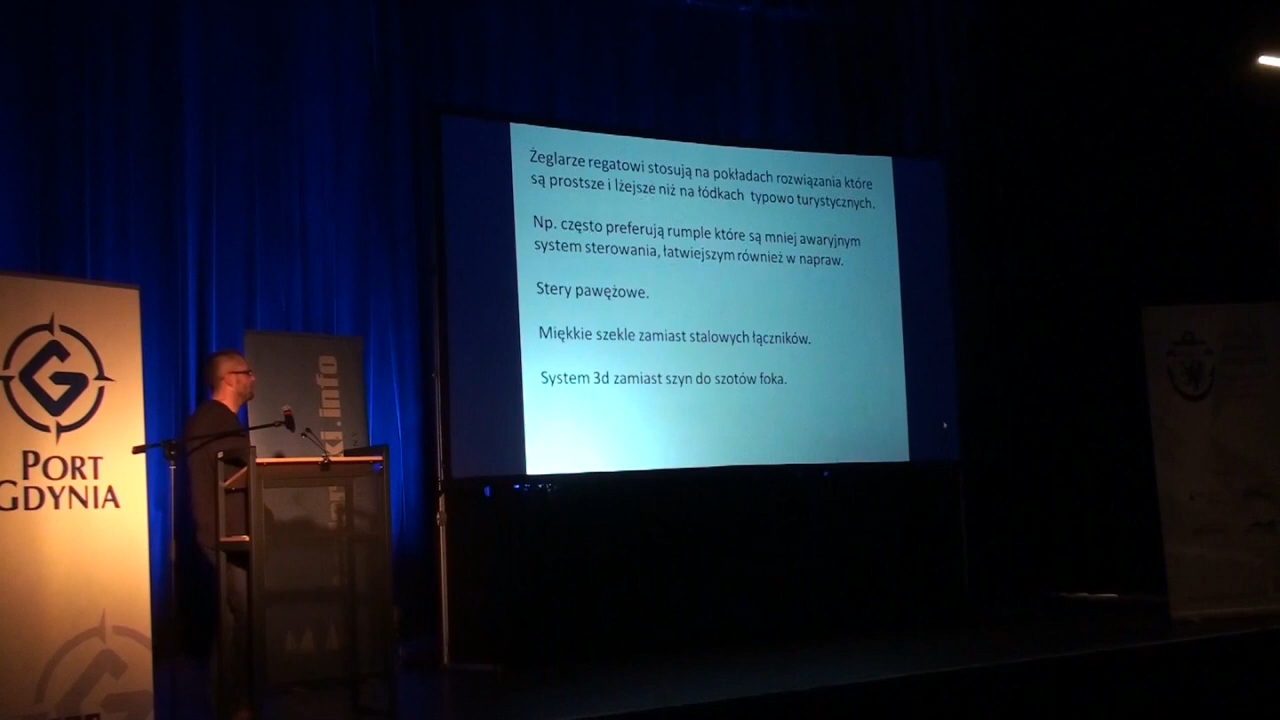 Żeglarze regatowi stosują na pokładach rozwiązania które
są prostsze i lżejsze niż na łódkach typowo turystycznych.
Np. często preferują rumple które są mniej awaryjnym
system sterowania, łatwiejszym również w napraw.
Stery pawężowe.
Miękkie szekle zamiast stalowych łączników.
System 3d zamiast szyn do szotów foka.
PORT
GDYNIA
ki.info